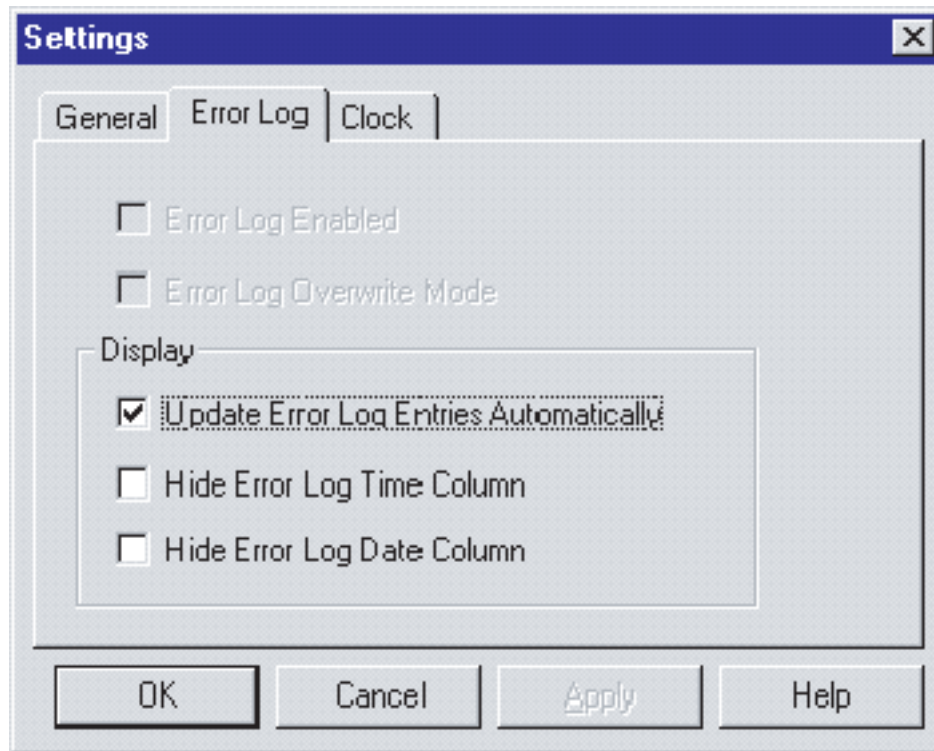 Settings
General Error Log Clock
Error Log Enabled
Error Log Overwrite Mode
Display
Update Error Log Entries Automatically
Hide Error Log Time Column
Hide Error Log Date Column
OK Cancel Apply Help